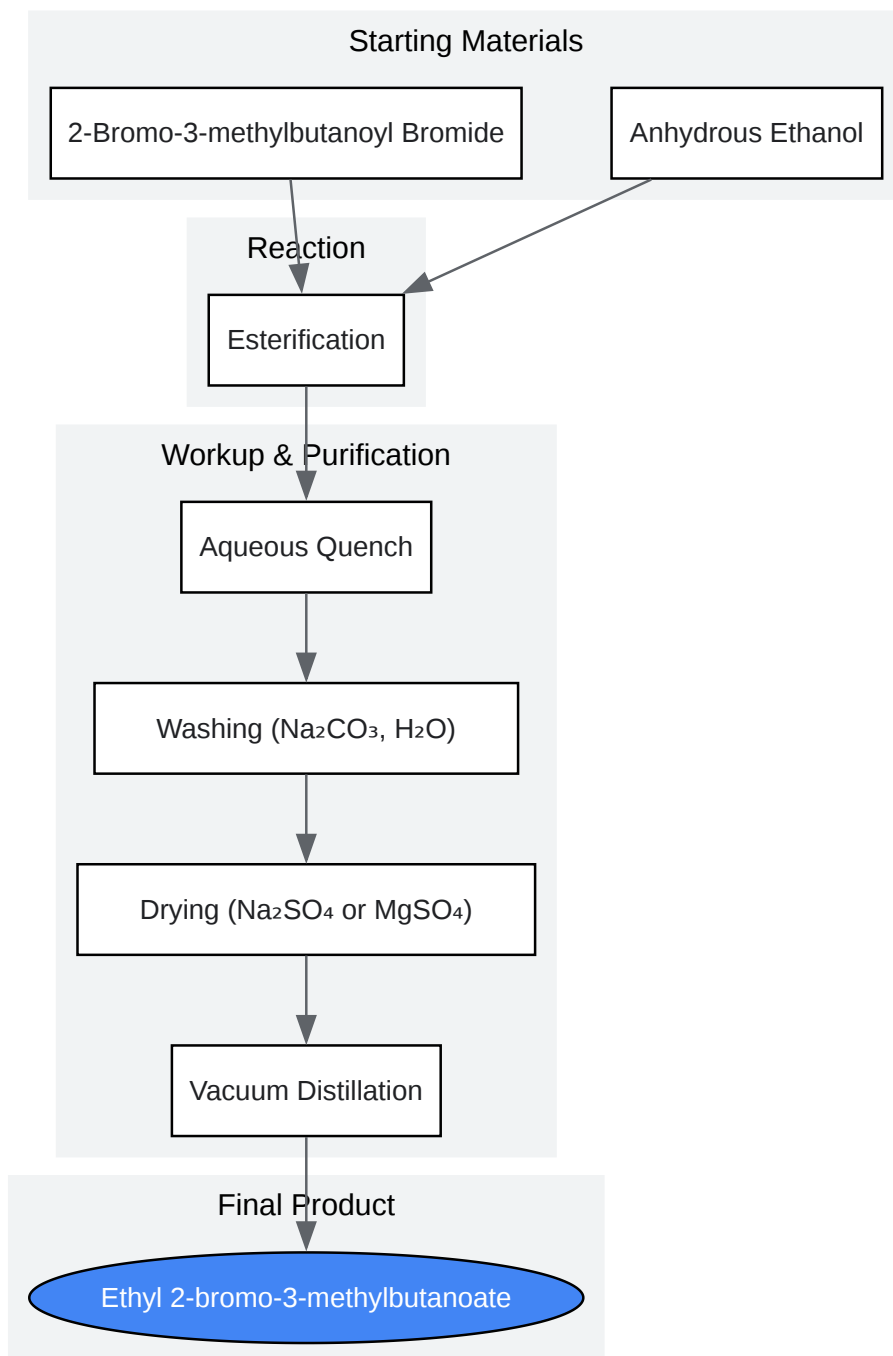 Starting Materials
2-Bromo-3-methylbutanoyl Bromide
Anhydrous Ethanol
Reaction
Esterification
Workup & Purification
Aqueous Quench
Washing (Na₂CO₃, H₂O)
Drying (Na₂SO₄ or MgSO₄)
Vacuum Distillation
Final Product
Ethyl 2-bromo-3-methylbutanoate